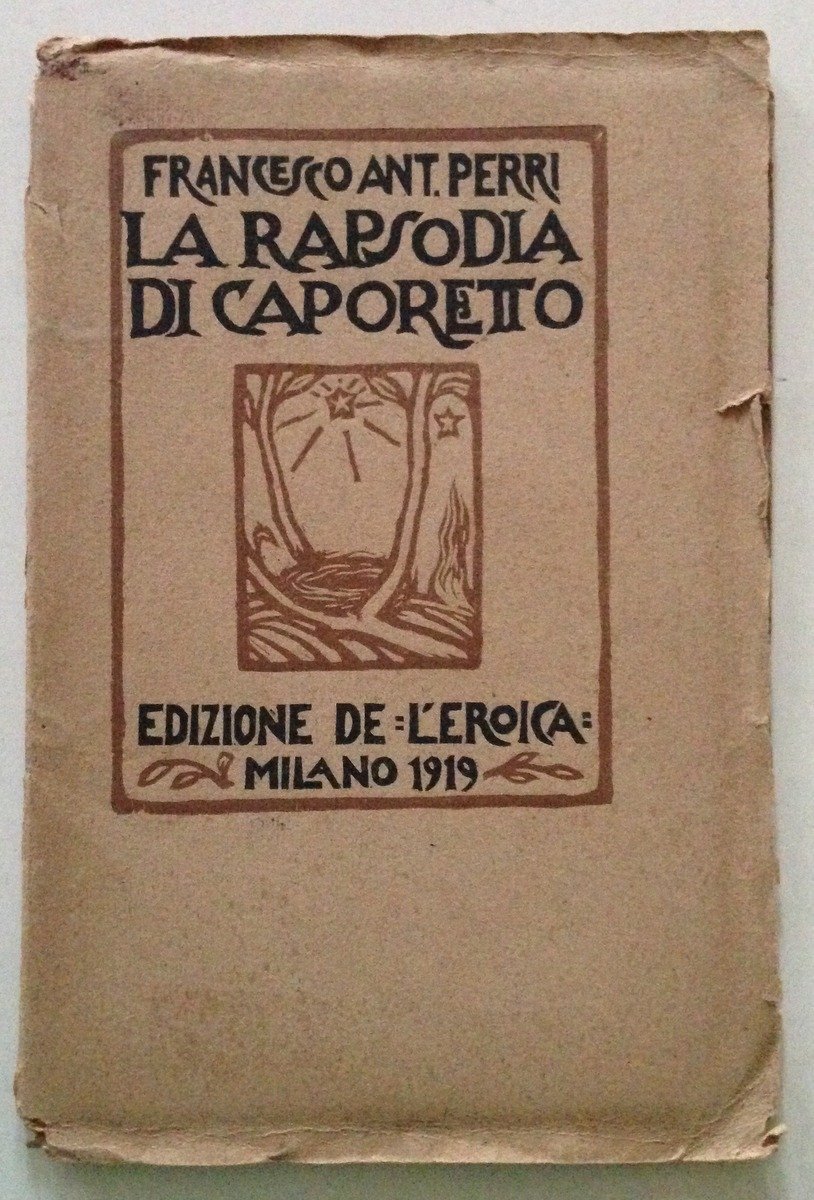 FRANCESCO ANT. PERRI
LA RAPSODIA
DI CAPORETTO
EDIZIONE DE =L'EROICA=
MILANO 1919